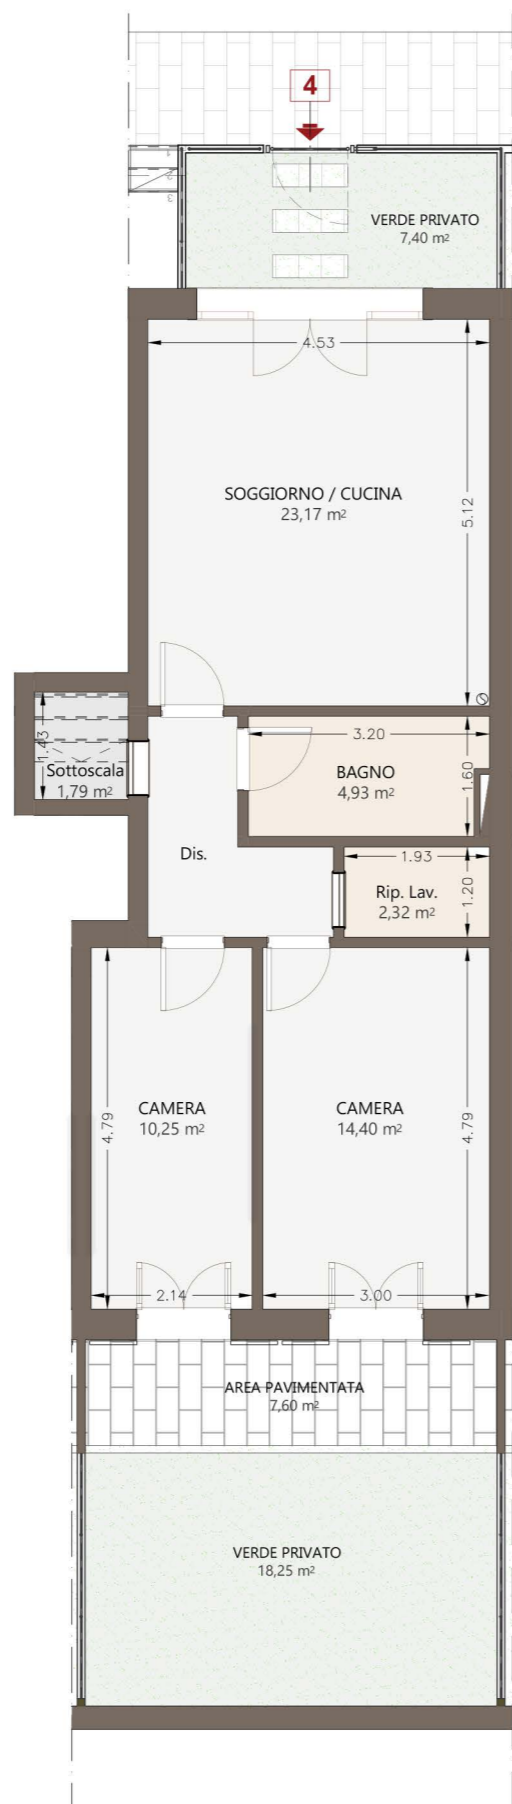 4
VERDE PRIVATO
7,40 m²
4.53
SOGGIORNO / CUCINA
23,17 m²
5.12
1.43
Sottoscala
1,79 m²
3.20
BAGNO
4,93 m²
1.60
Dis.
1.93
Rip. Lav.
2,32 m²
1.20
CAMERA
10,25 m²
4.79
CAMERA
14,40 m²
4.79
2.14
3.00
AREA PAVIMENTATA
7,60 m²
VERDE PRIVATO
18,25 m²